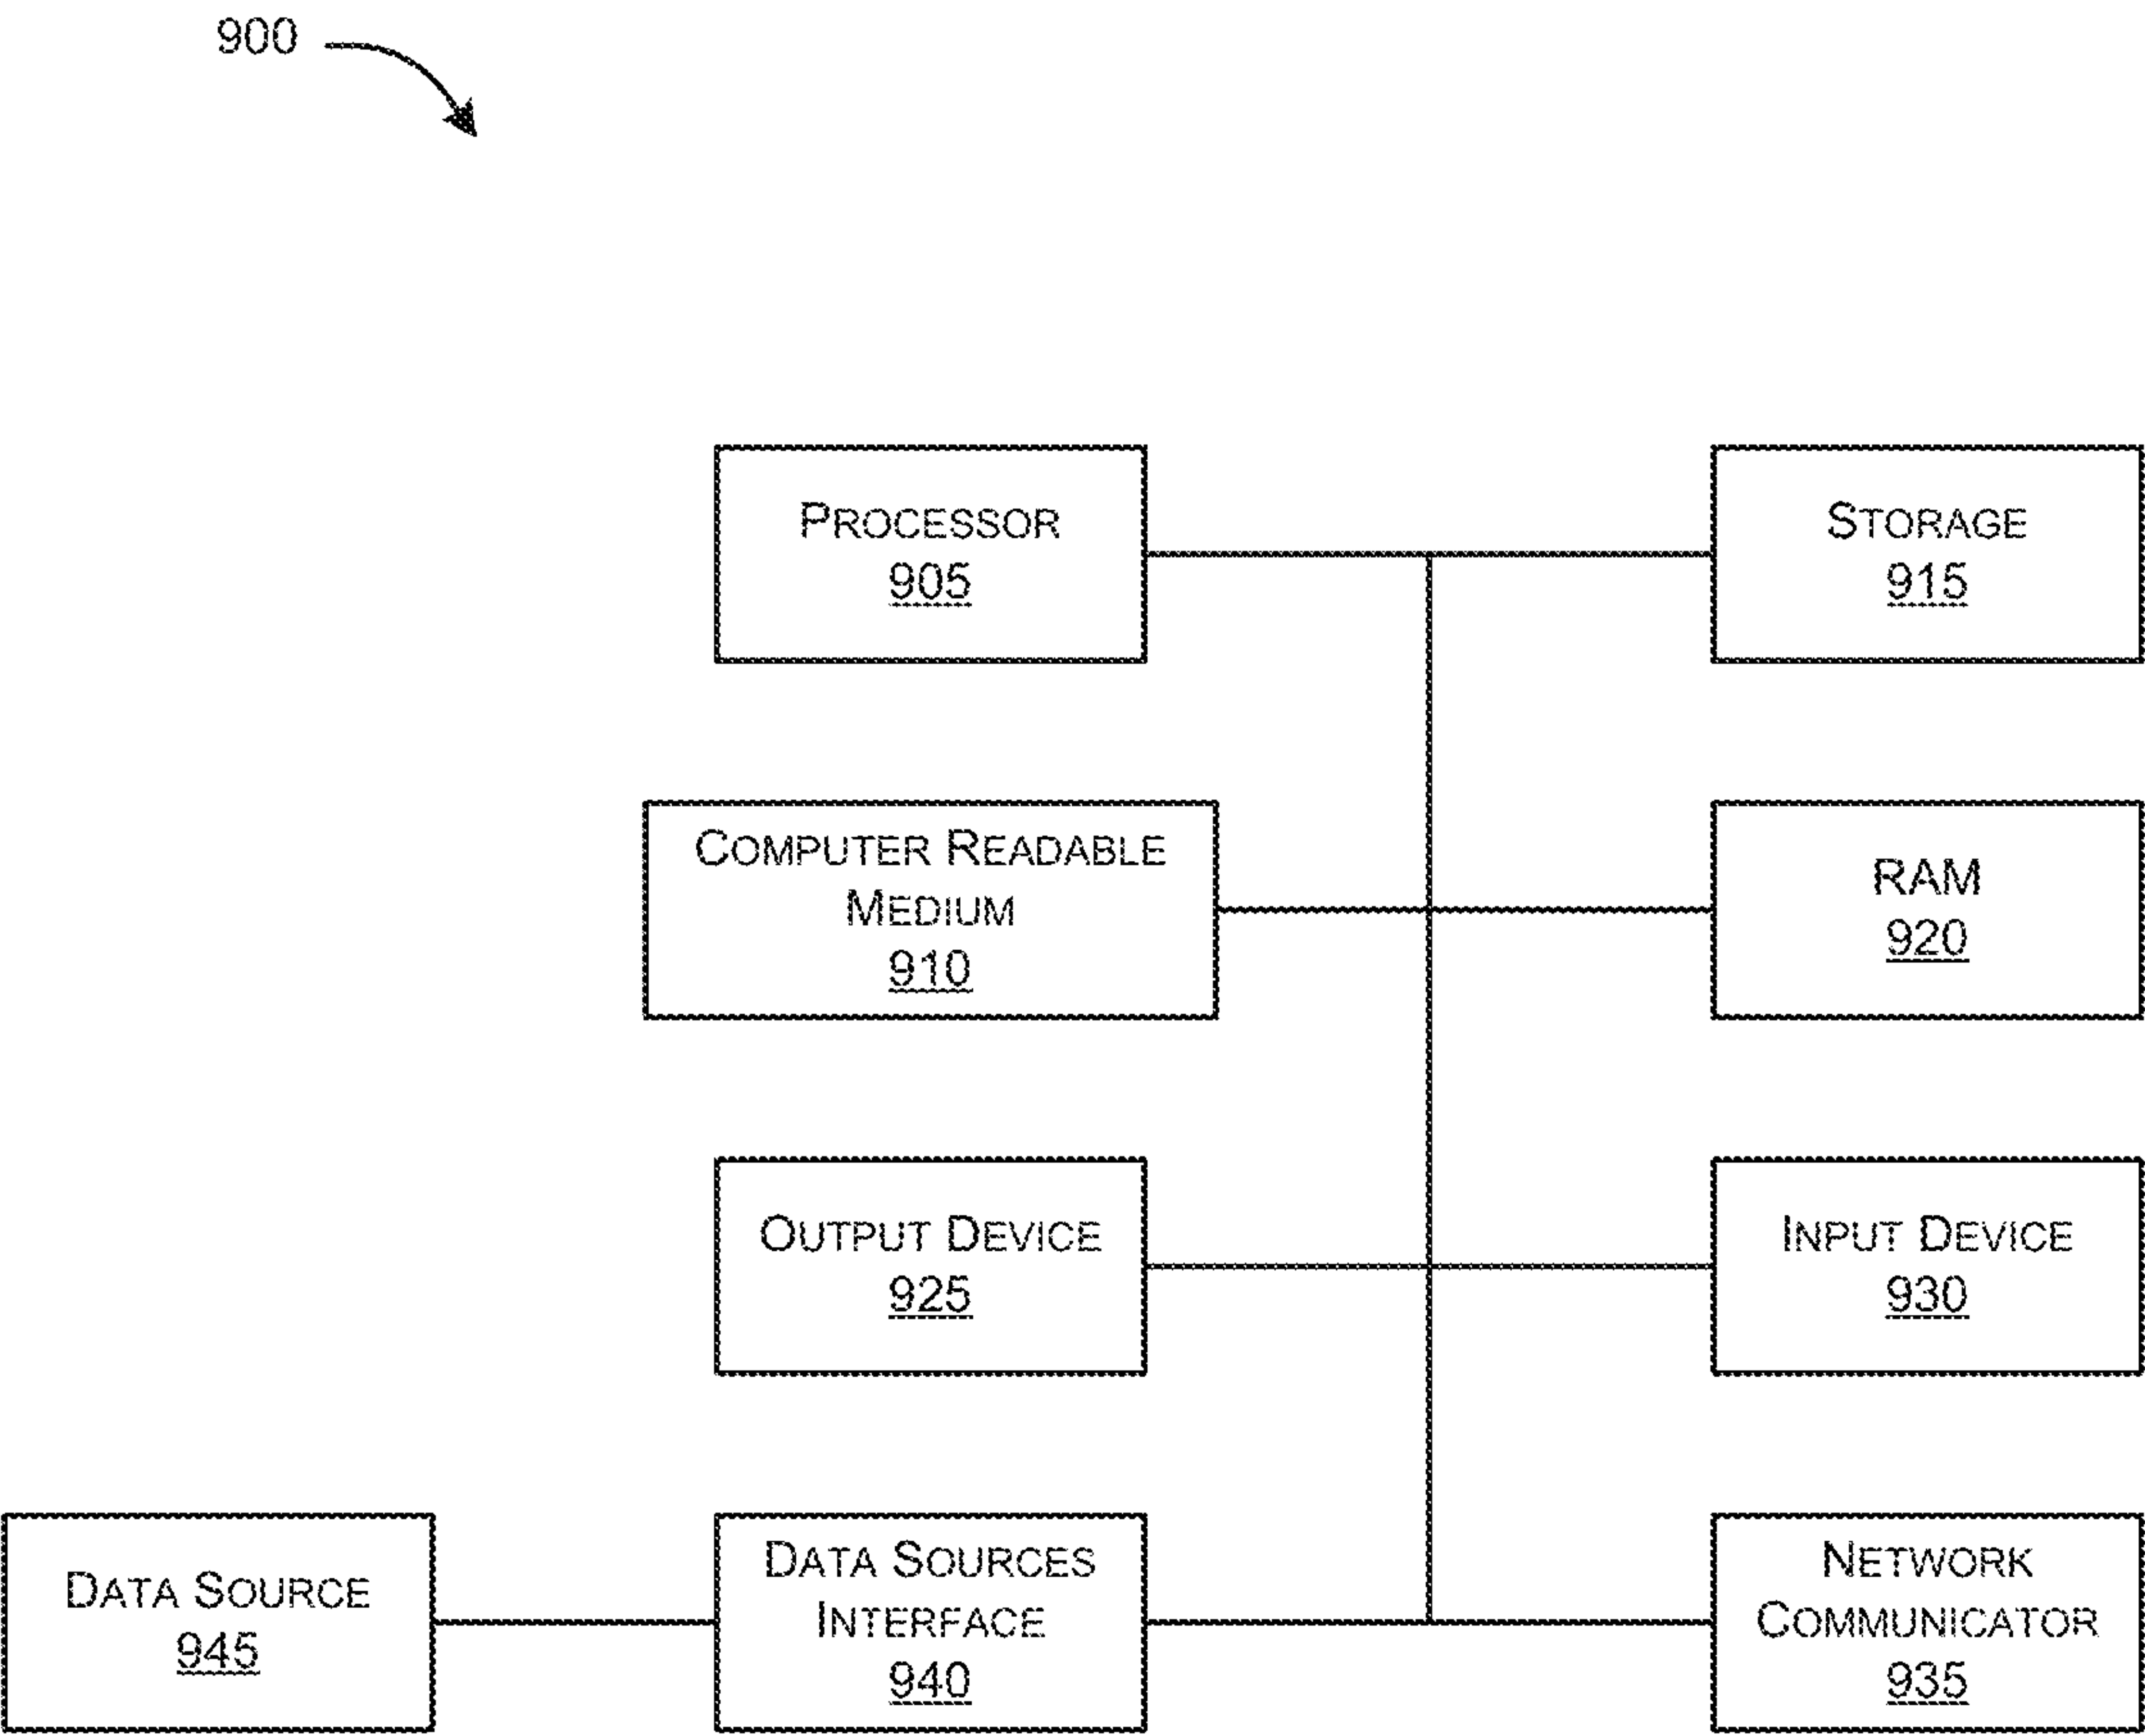 900
PROCESSOR
905
STORAGE
915
COMPUTER READABLE
MEDIUM
910
RAM
920
OUTPUT DEVICE
925
INPUT DEVICE
930
DATA SOURCE
945
DATA SOURCES
INTERFACE
940
NETWORK
COMMUNICATOR
935